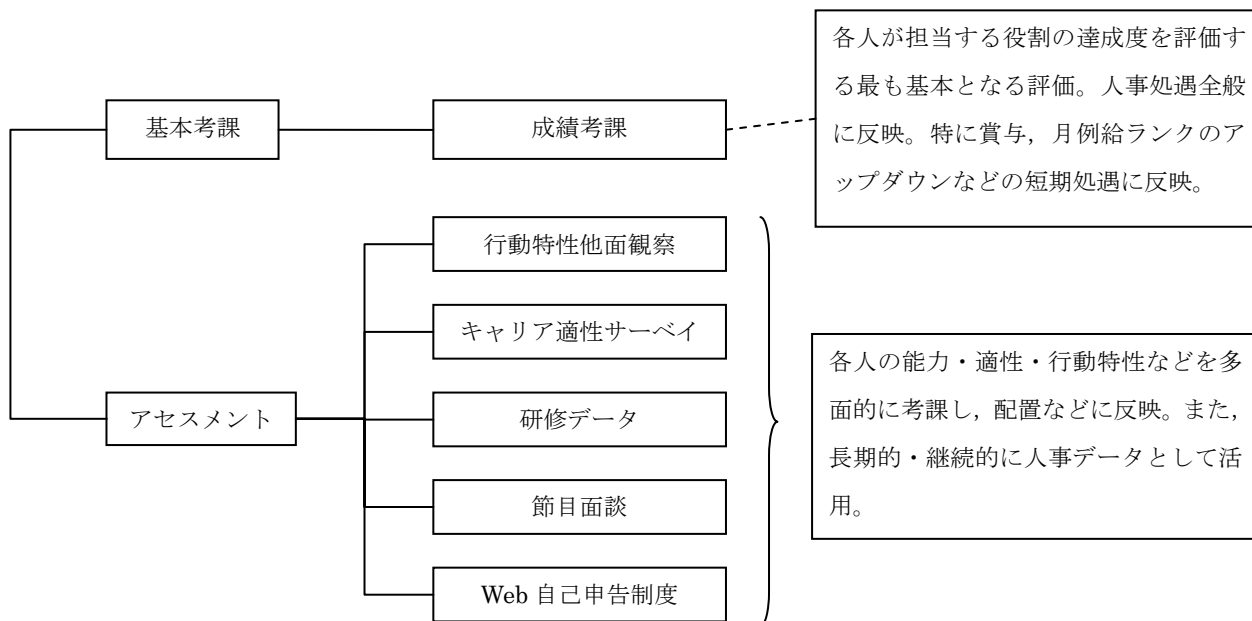 基本考課
成績考課
各人が担当する役割の達成度を評価す
る最も基本となる評価。人事処遇全般
に反映。特に賞与，月例給ランクのア
ップダウンなどの短期処遇に反映。
アセスメント
行動特性他面観察
キャリア適性サーベイ
研修データ
節目面談
Web 自己申告制度
各人の能力・適性・行動特性などを多
面的に考課し，配置などに反映。また，
長期的・継続的に人事データとして活
用。